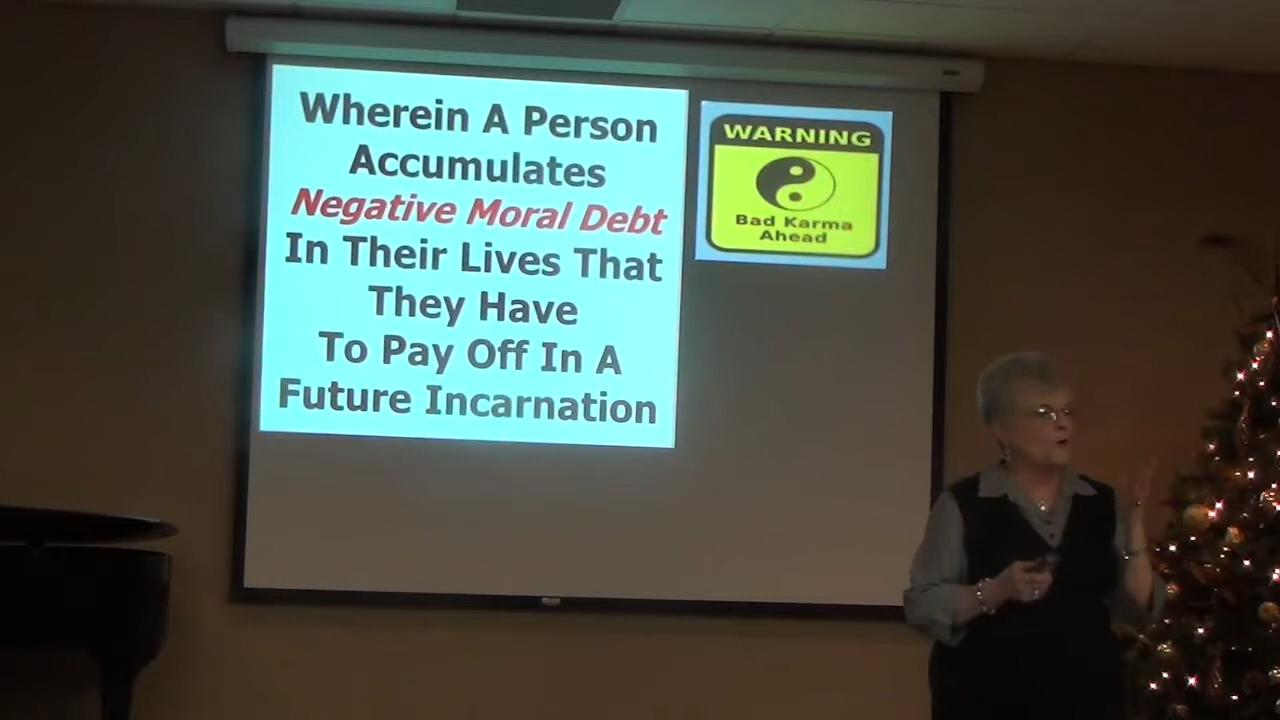 Wherein A Person
Accumulates
Negative Moral Debt
In Their Lives That
They Have
To Pay Off In A
Future Incarnation
WARNING
Bad Karma
Ahead